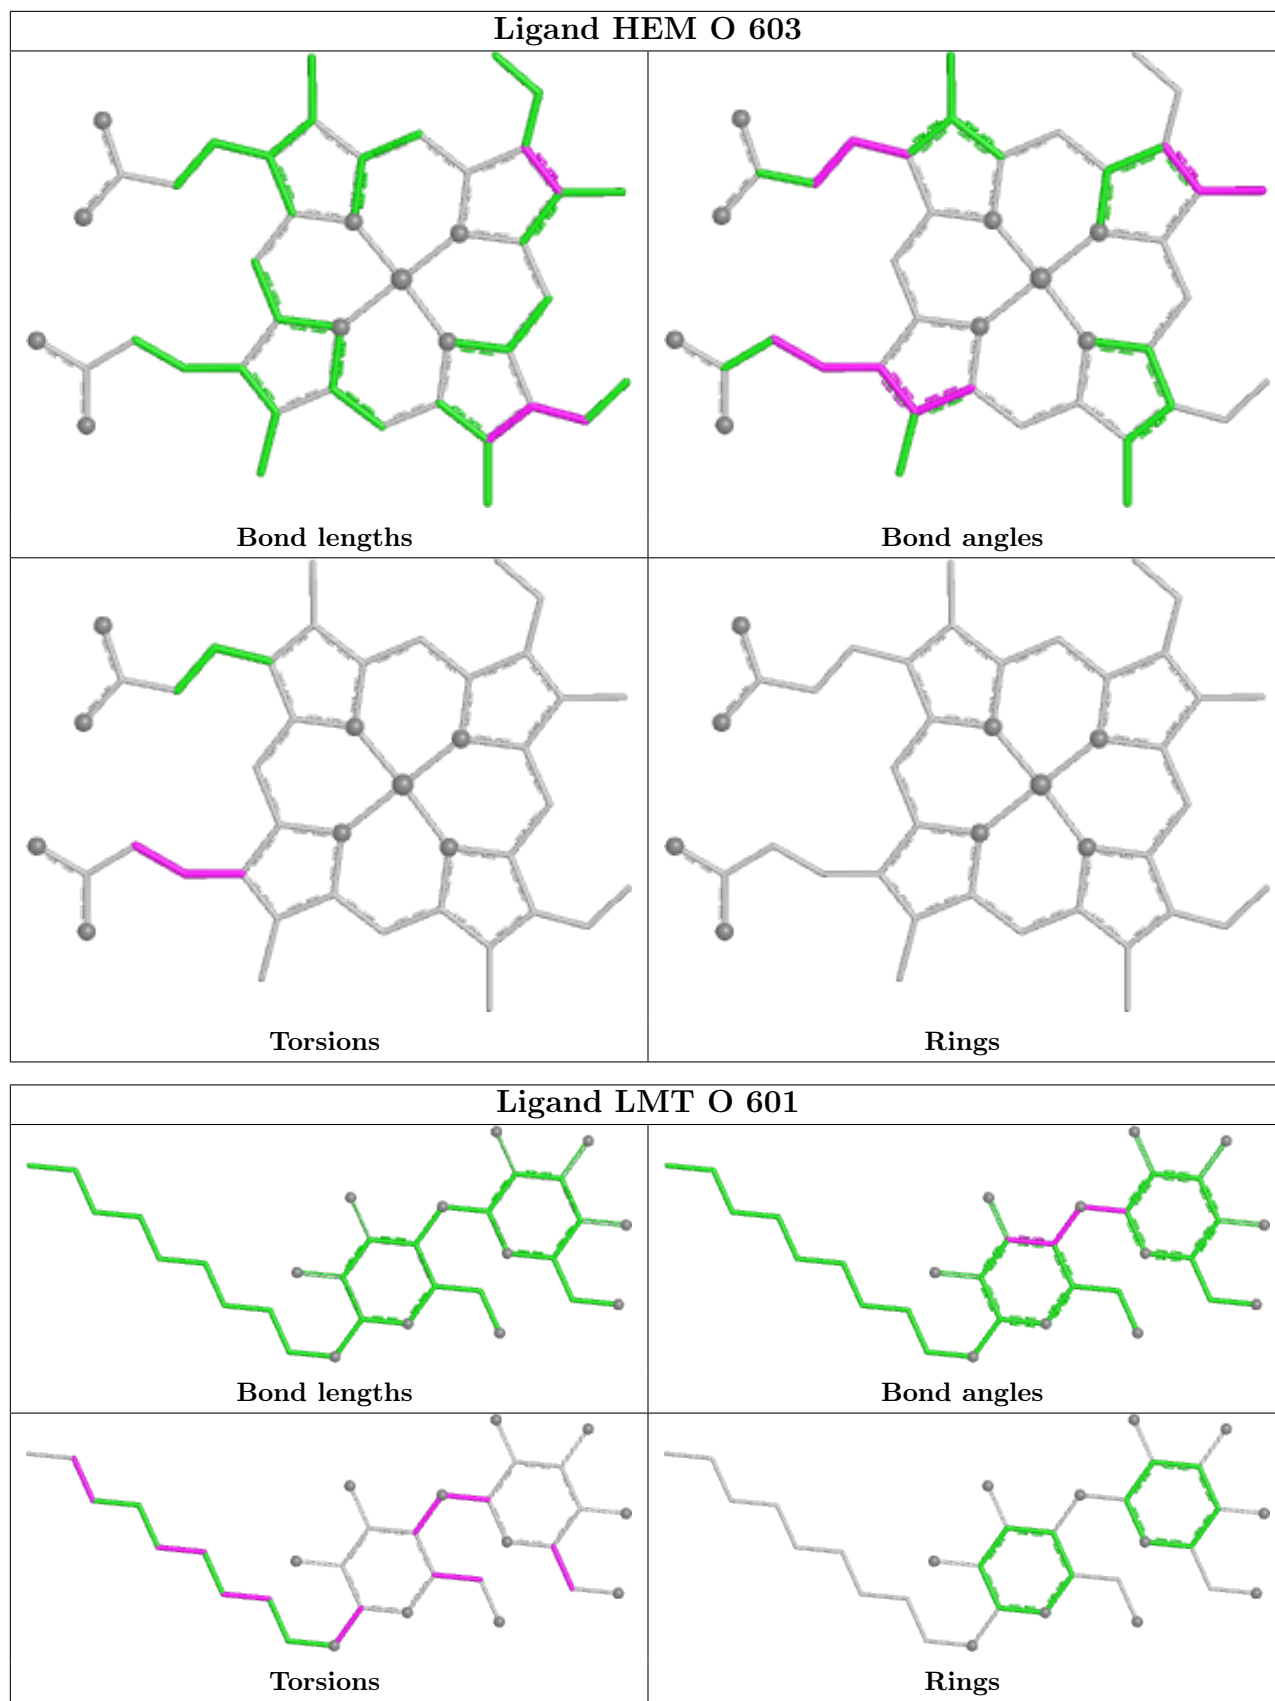 Ligand HEM O 603
Bond lengths
Bond angles
Torsions
Rings
Ligand LMT O 601
Bond lengths
Bond angles
Torsions
Rings